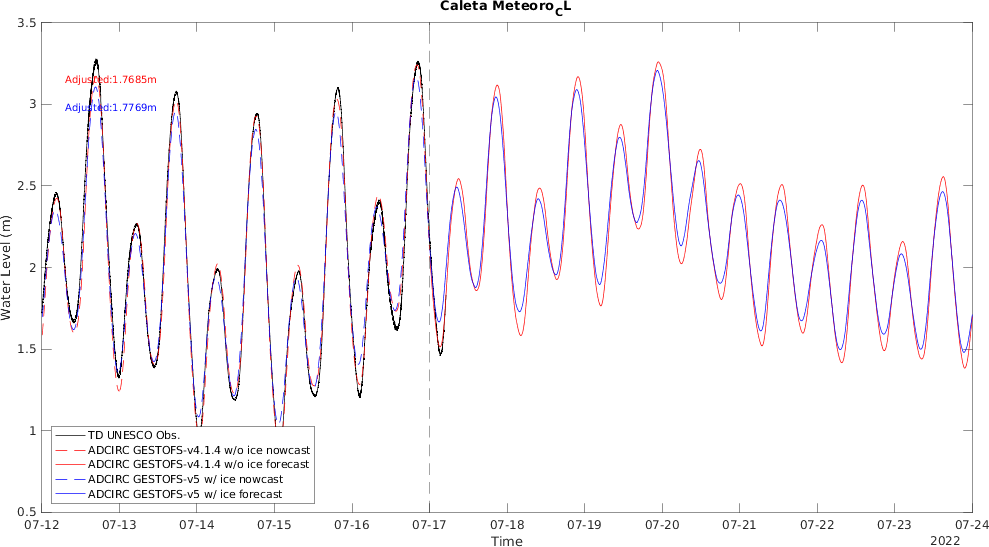 Caleta Meteoro_CL
3.5
3
2.5
2
1.5
1
0.5
Water Level (m)
Adjusted:1.7685m
Adjusted:1.7769m
TD UNESCO Obs.
ADCIRC GESTOFS-v4.1.4 w/o ice nowcast
ADCIRC GESTOFS-v4.1.4 w/o ice forecast
ADCIRC GESTOFS-v5 w/ ice nowcast
ADCIRC GESTOFS-v5 w/ ice forecast
07-12 07-13 07-14 07-15 07-16 07-17 07-18 07-19 07-20 07-21 07-22 07-23 07-24
Time
2022